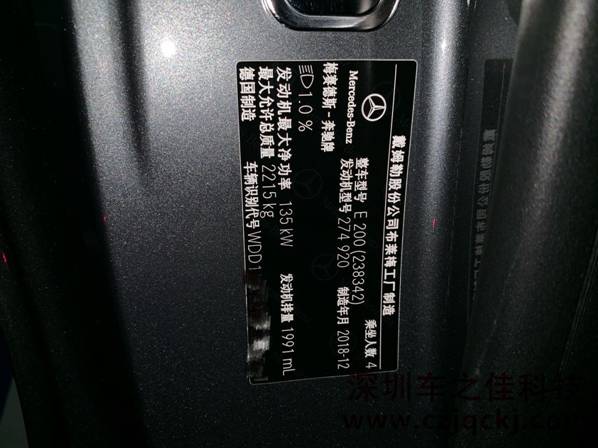 戴姆勒股份公司布莱梅工厂制造
Mercedes-Benz
梅赛德斯-奔驰牌
整车型号 E 200 (238342)
乘坐人数 4
发动机型号 274 920
制造年月 2018-12
1.0 %
发动机最大净功率 135 kW
发动机排量 1991 mL
最大允许总质量 2215 kg
德国制造
车辆识别代号 WDD1
深圳车之佳科技
www.czjqckj.com